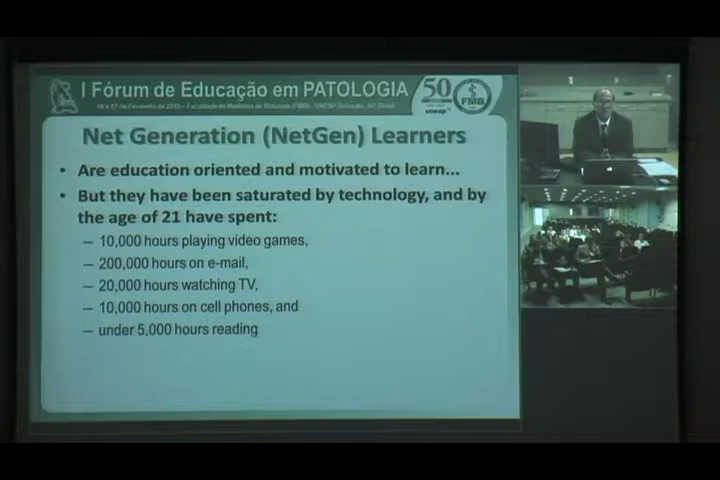 I Fórum de Educação em PATOLOGIA
50
FMB
Net Generation (NetGen) Learners
• Are education oriented and motivated to learn...
• But they have been saturated by technology, and by
the age of 21 have spent:
– 10,000 hours playing video games,
– 200,000 hours on e-mail,
– 20,000 hours watching TV,
– 10,000 hours on cell phones, and
– under 5,000 hours reading